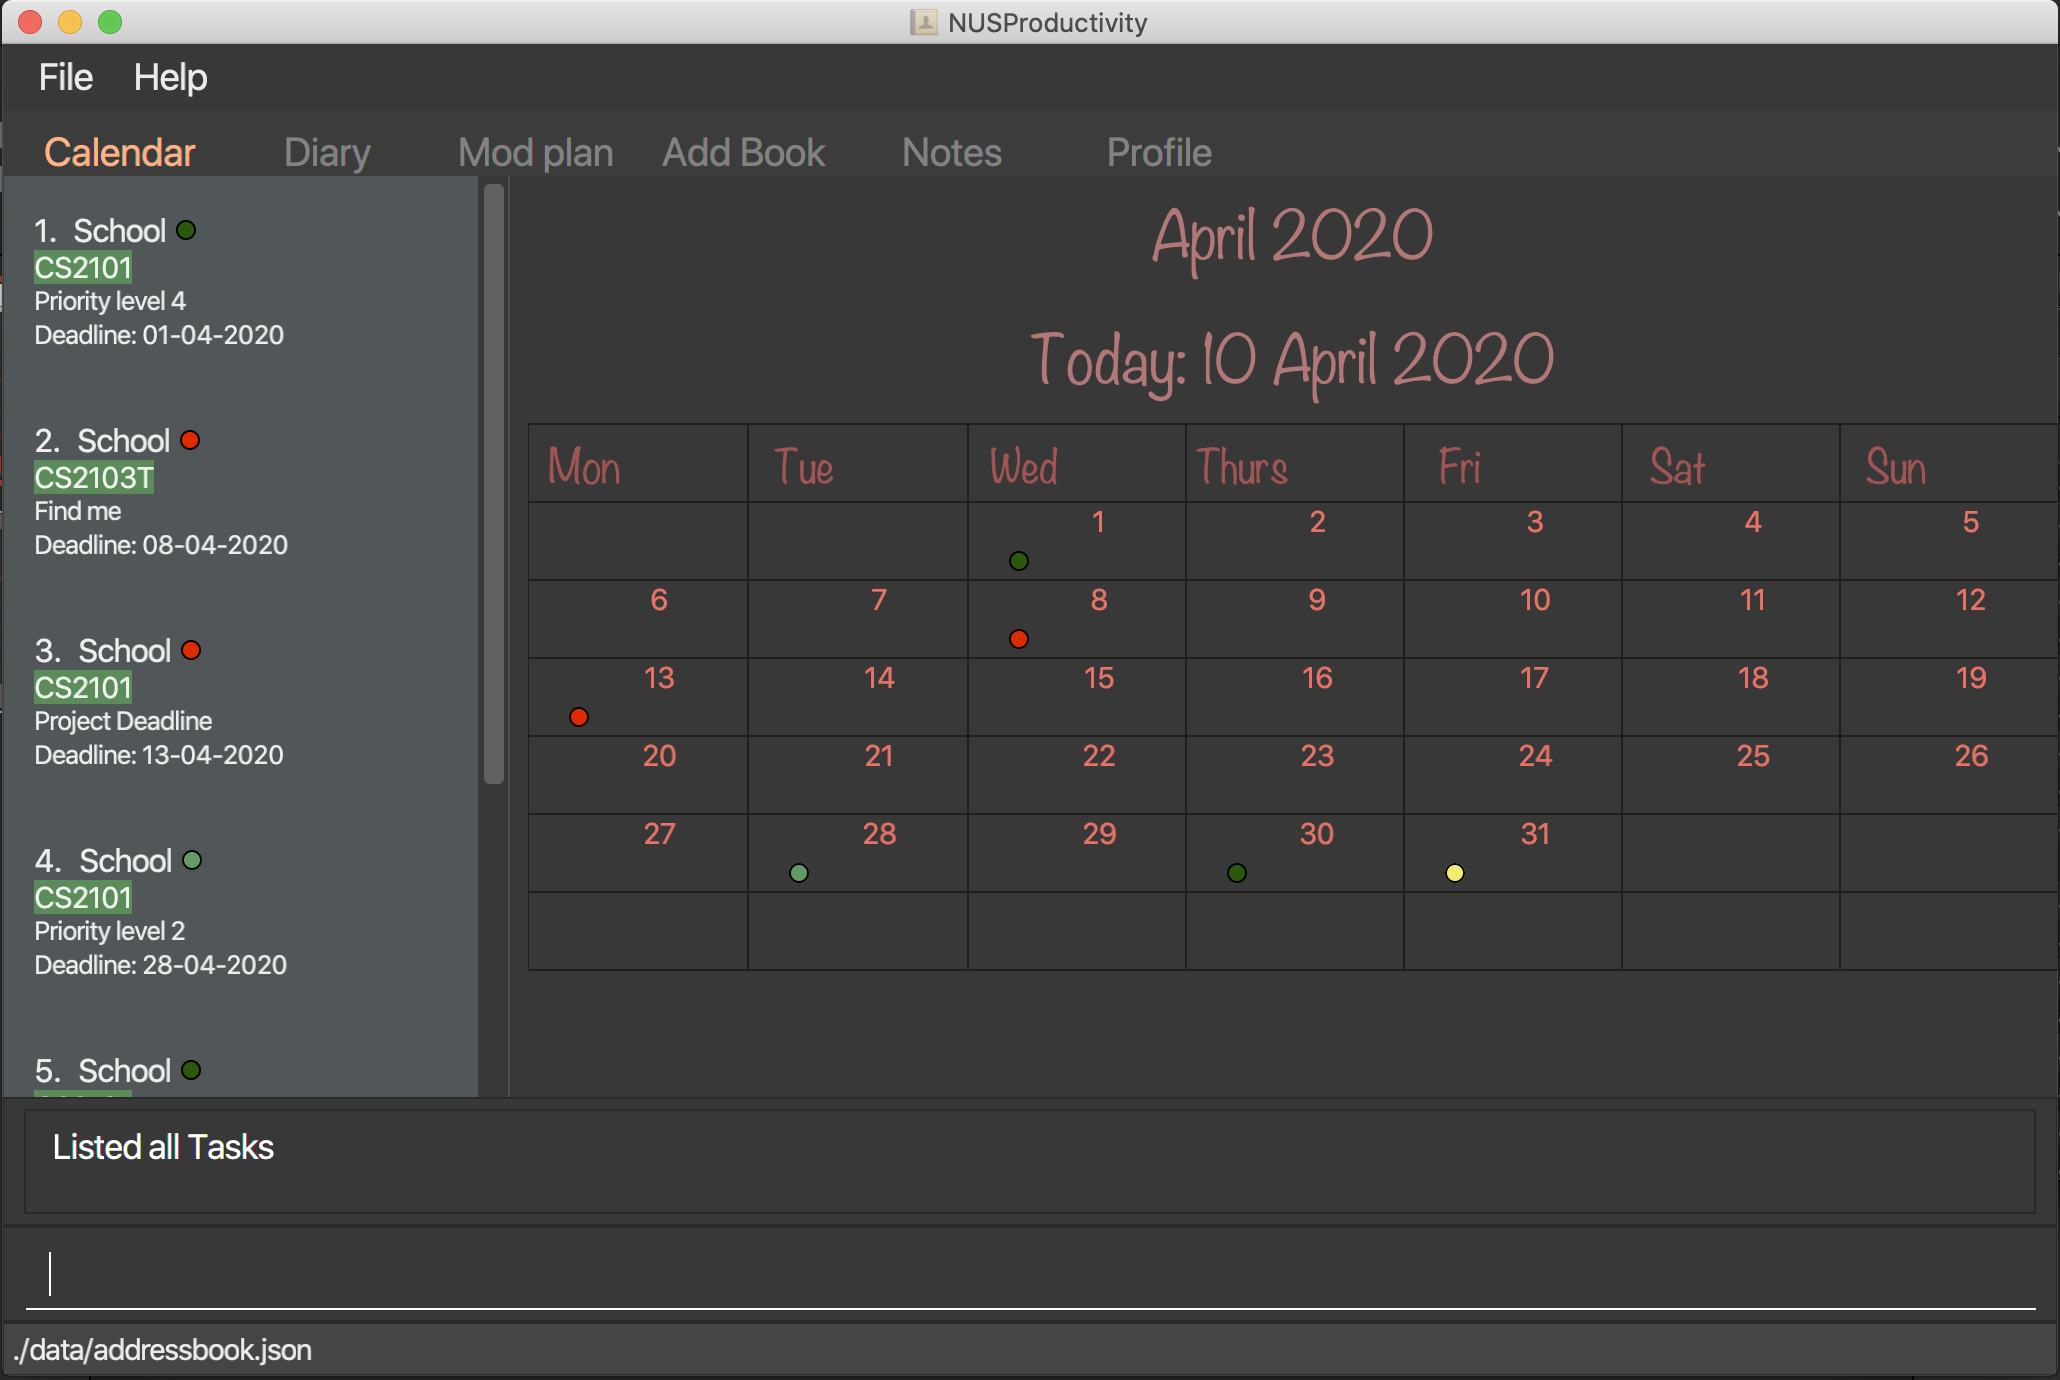 NUSProductivity
File Help
Calendar Diary Mod plan Add Book Notes Profile
1. School
CS2101
Priority level 4
Deadline: 01-04-2020
2. School
CS2103T
Find me
Deadline: 08-04-2020
3. School
CS2101
Project Deadline
Deadline: 13-04-2020
4. School
CS2101
Priority level 2
Deadline: 28-04-2020
5. School
April 2020
Today: 10 April 2020
Mon Tue Wed Thurs Fri Sat Sun
1 2 3 4 5
6 7 8 9 10 11 12
13 14 15 16 17 18 19
20 21 22 23 24 25 26
27 28 29 30 31
Listed all Tasks
./data/addressbook.json